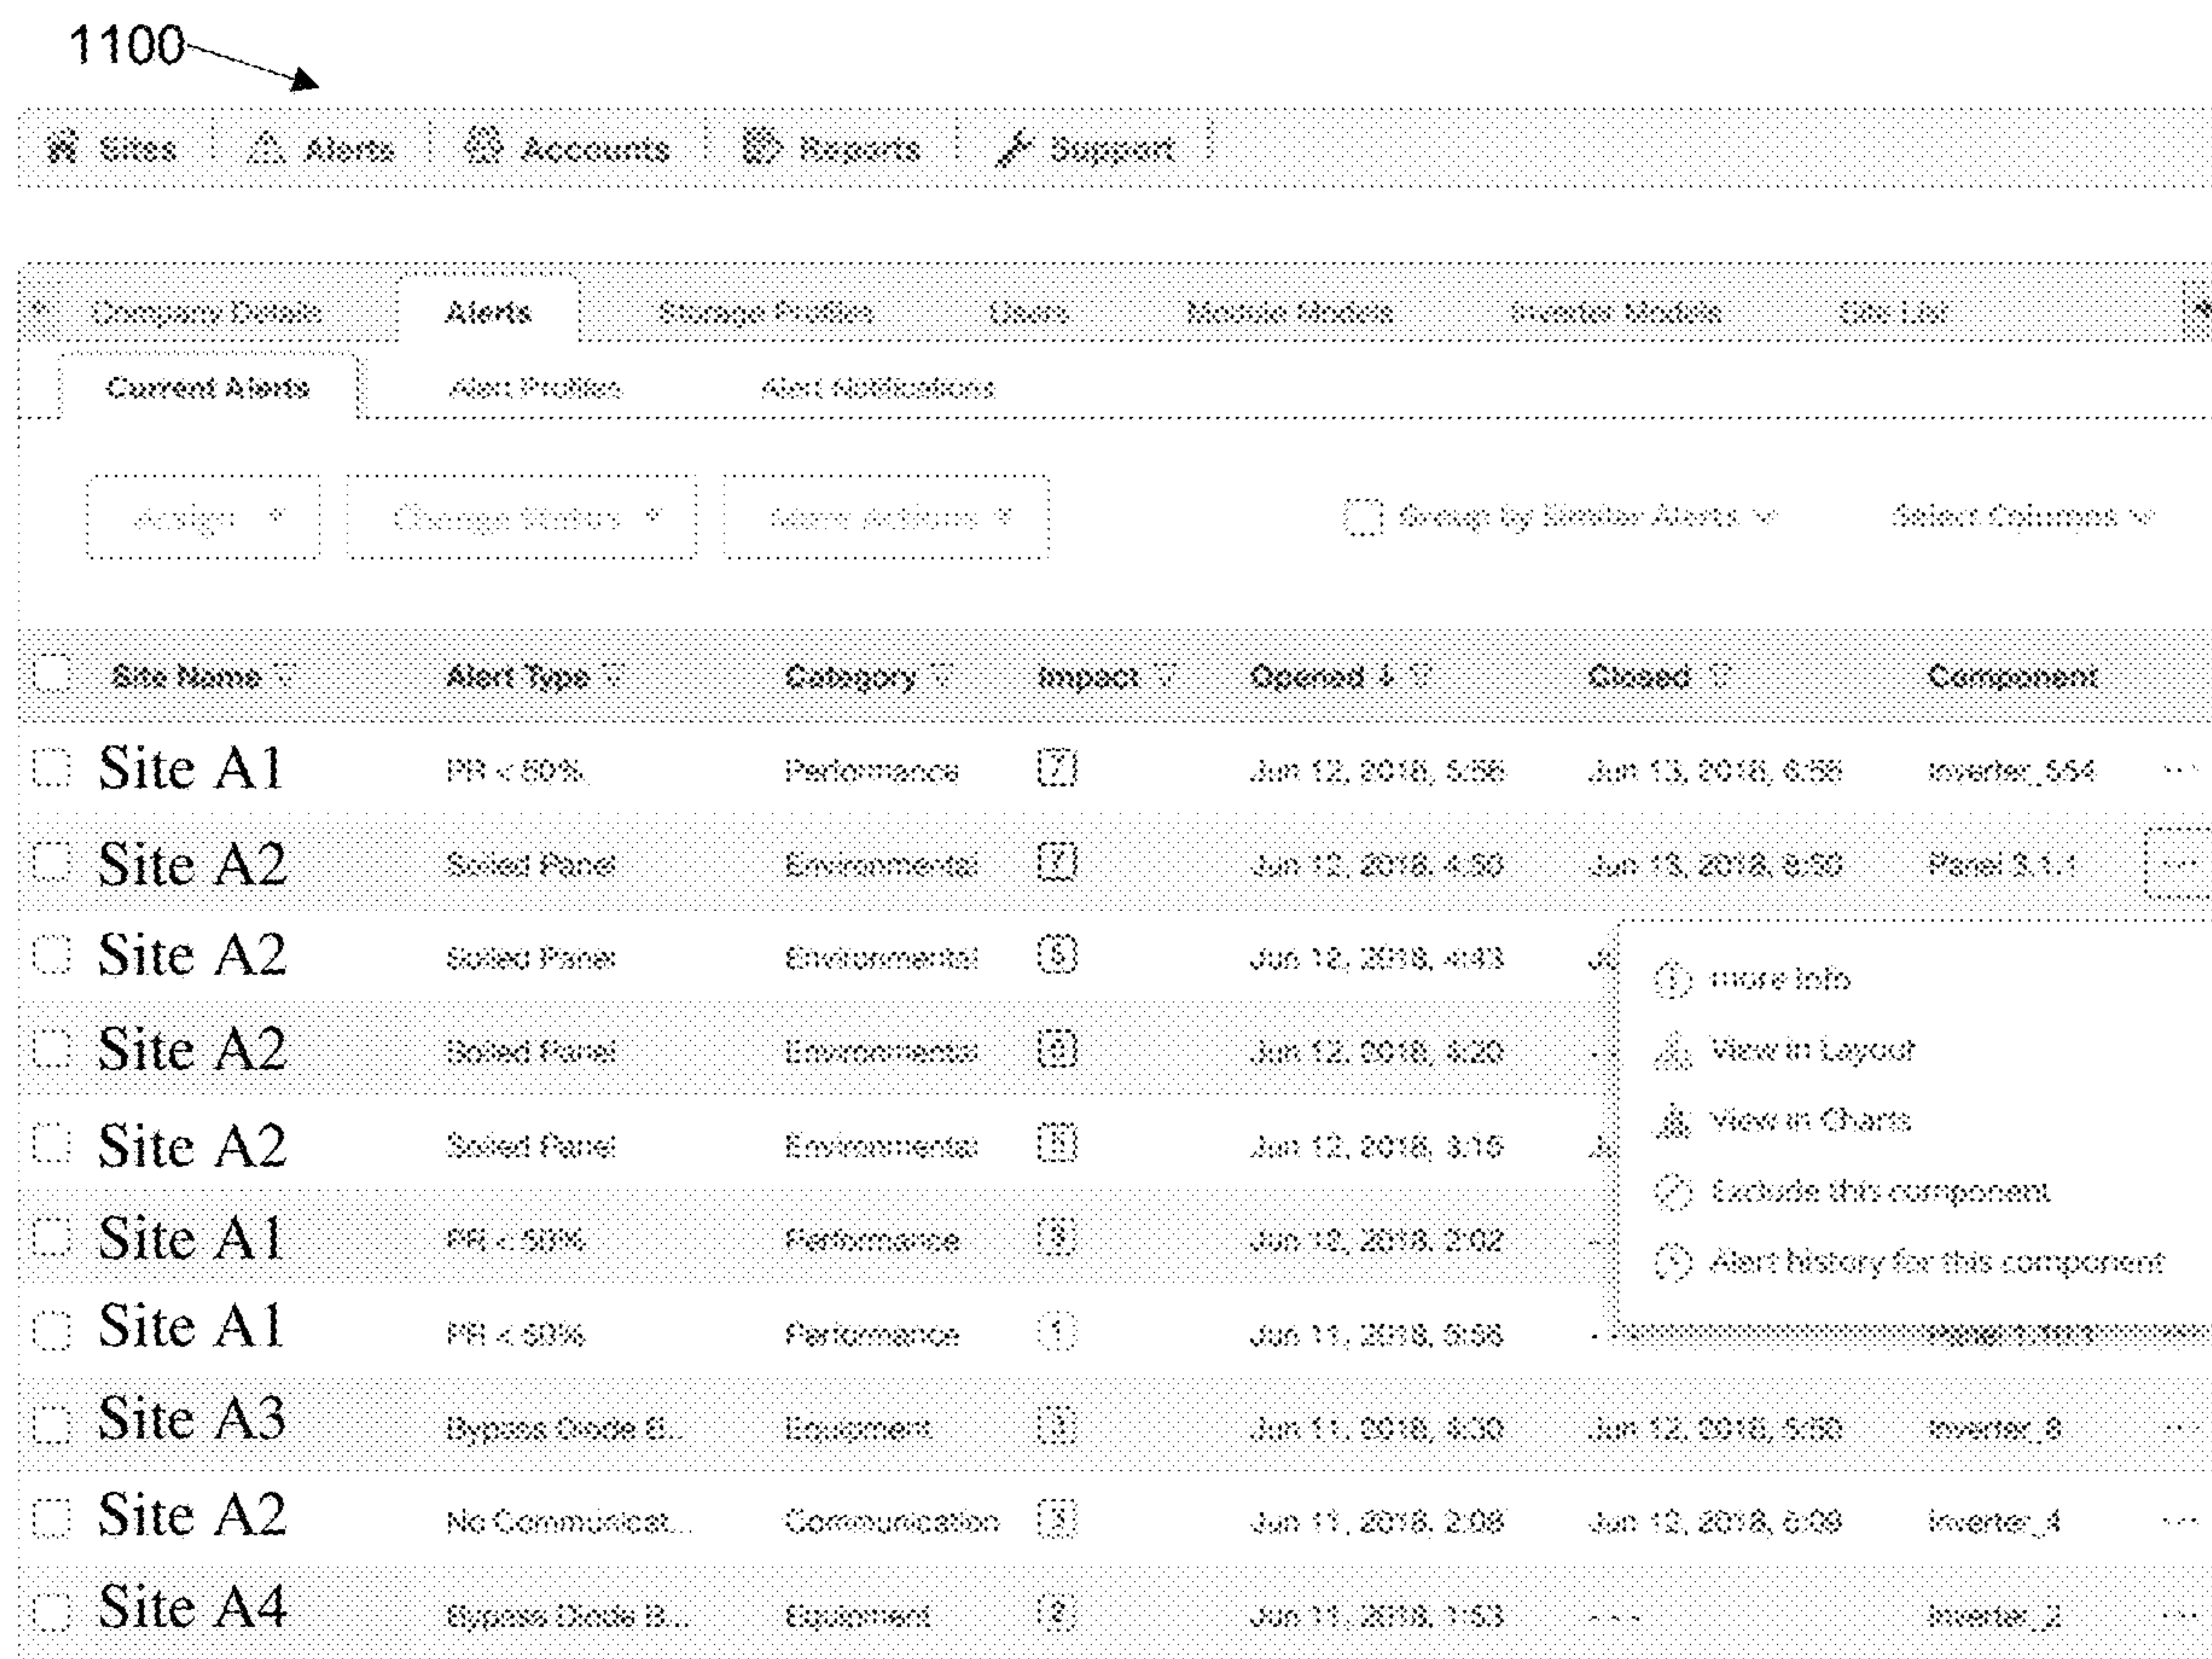 1100
Sites Alerts Accounts Reports Support
Company Details Alerts Storage Profiles Users Module Models Inverter Models Site List
Current Alerts Alert Profiles Alert Notifications
Assign Change Status More Actions Group by Similar Alerts Select Columns
Site Name Alert Type Category Impact Opened ↓ Closed Component
Site A1 PR < 60% Performance 7 Jun 12, 2018, 5:56 Jun 13, 2018, 6:58 Inverter_554 ...
Site A2 Soiled Panel Environmental 7 Jun 12, 2018, 4:50 Jun 13, 2018, 8:50 Panel 3.1.1 ...
Site A2 Soiled Panel Environmental 5 Jun 12, 2018, 4:43
more info
Site A2 Soiled Panel Environmental Jun 12, 2018, 4:20
View in Layout
View in Charts
Site A2 Soiled Panel Environmental Jun 12, 2018, 3:15
Exclude this component
Site A1 PR < 50% Performance Jun 12, 2018, 2:02
Alert history for this component
Site A1 PR < 50% Performance 1 Jun 11, 2018, 5:58
Site A3 Bypass Diode B... Equipment 3 Jun 11, 2018, 4:30 Jun 12, 2018, 5:50 Inverter_8 ...
Site A2 No Communicat... Communication 3 Jun 11, 2018, 2:08 Jun 12, 2018, 6:09 Inverter_4 ...
Site A4 Bypass Diode B... Equipment 2 Jun 11, 2018, 1:53 --- Inverter_2 ...